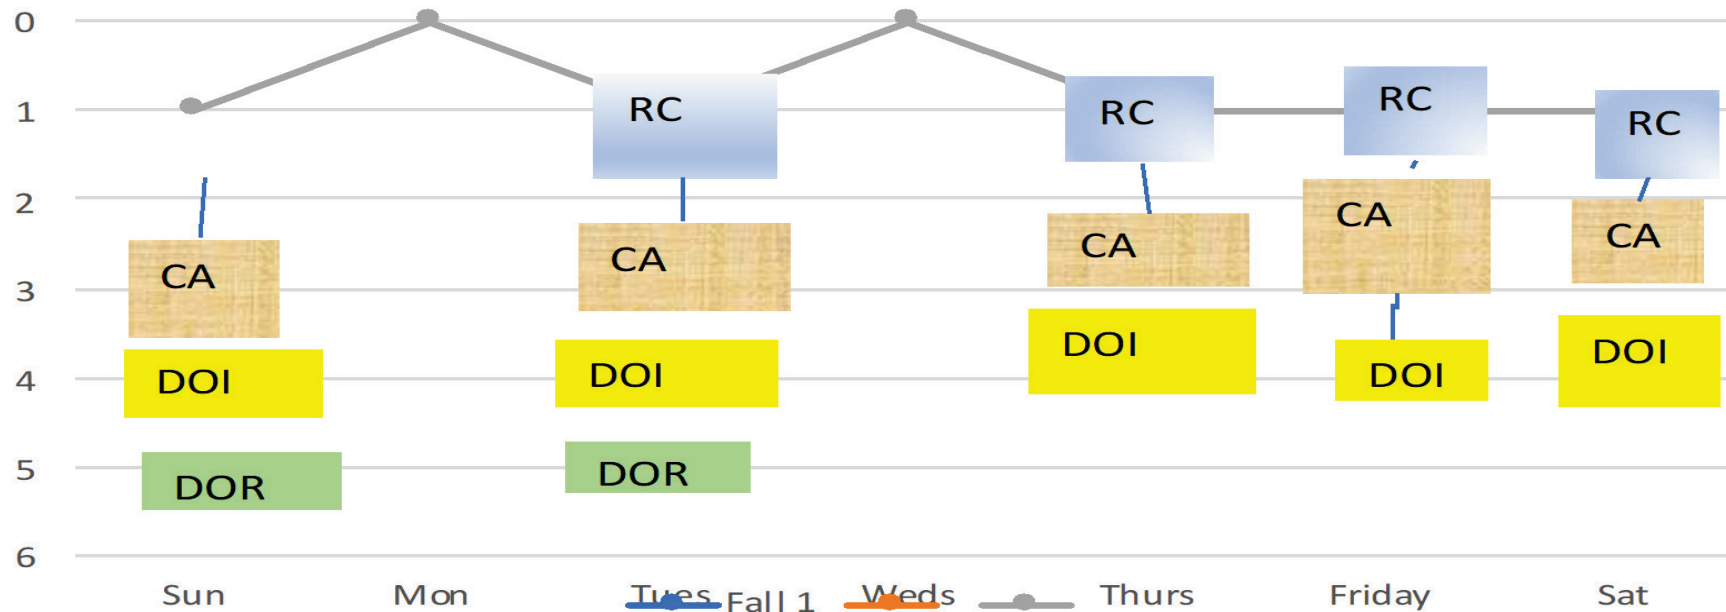 0
1
2
3
4
5
6
RC
RC
RC
RC
CA
CA
CA
CA
CA
DOI
DOI
DOI
DOI
DOI
DOR
DOR
Sun Mon Tues Weds Thurs Friday Sat
Fall 1